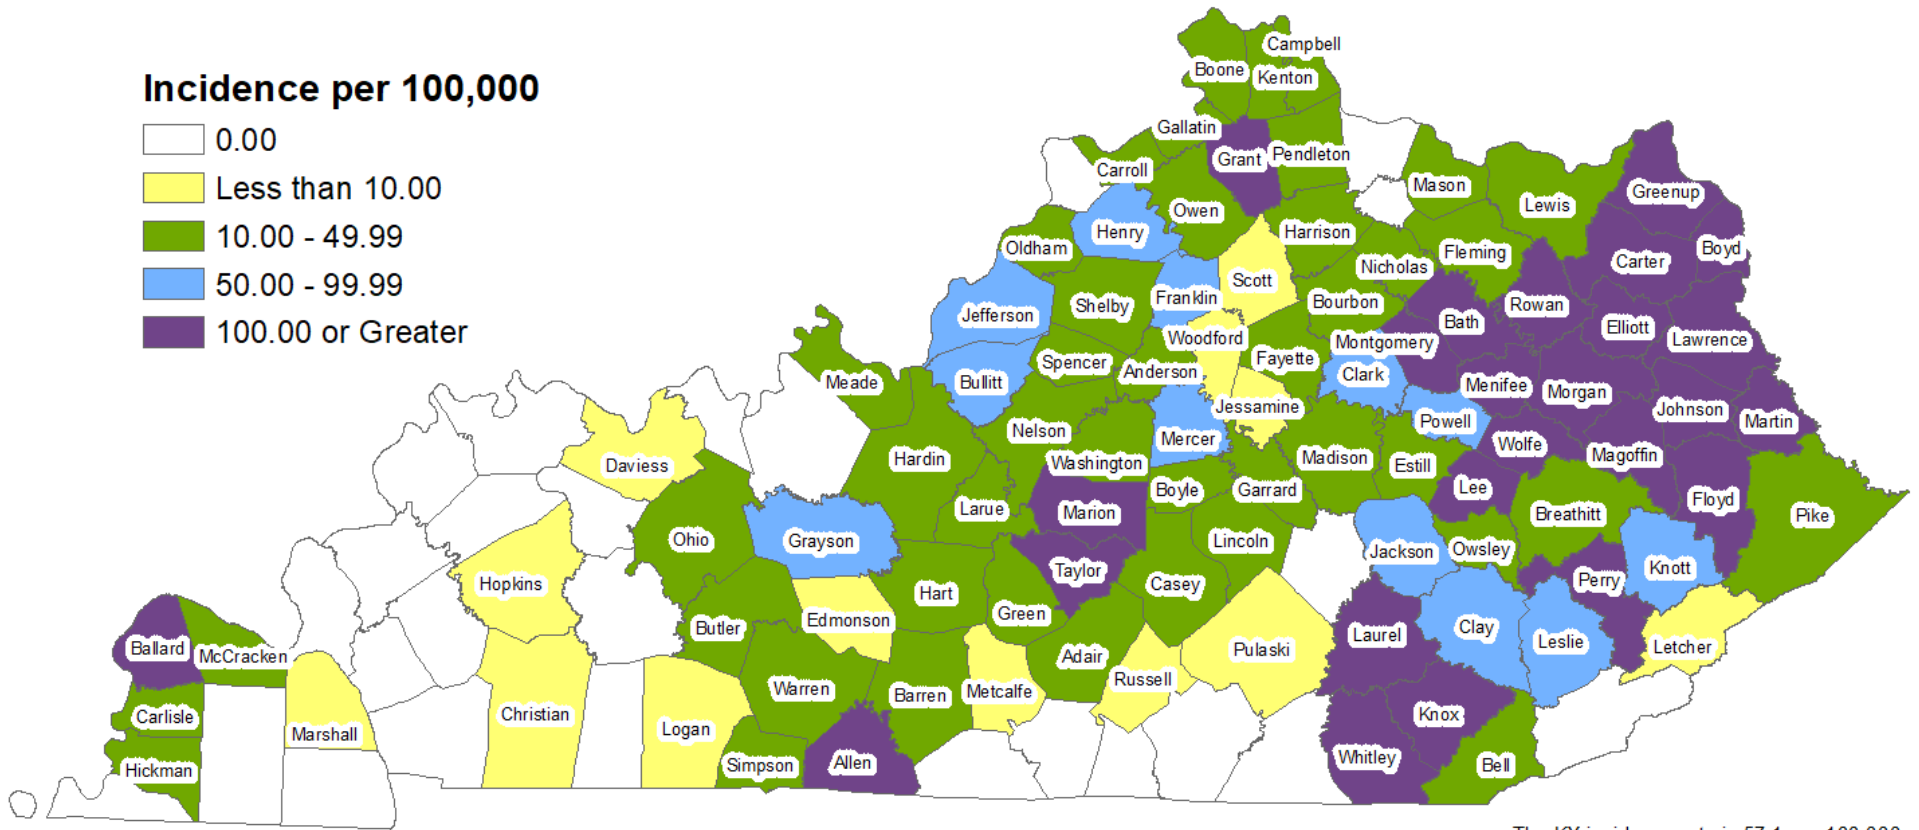 Incidence per 100,000
0.00
Less than 10.00
10.00 - 49.99
50.00 - 99.99
100.00 or Greater
Campbell
Boone
Kenton
Gallatin
Grant
Pendleton
Carroll
Mason
Greenup
Owen
Lewis
Henry
Harrison
Oldham
Fleming
Boyd
Carter
Nicholas
Scott
Franklin
Bourbon
Rowan
Shelby
Jefferson
Bath
Elliott
Lawrence
Woodford
Montgomery
Fayette
Spencer
Anderson
Clark
Meade
Bullitt
Menifee
Morgan
Jessamine
Johnson
Martin
Powell
Nelson
Mercer
Wolfe
Magoffin
Hardin
Washington
Madison
Estill
Daviess
Boyle
Garrard
Lee
Floyd
Larue
Marion
Breathitt
Pike
Ohio
Grayson
Lincoln
Jackson
Owsley
Knott
Taylor
Perry
Hopkins
Casey
Hart
Green
Edmonson
Butler
Clay
Laurel
Leslie
Letcher
Ballard
McCracken
Adair
Pulaski
Russell
Warren
Barren
Metcalfe
Carlisle
Christian
Knox
Marshall
Logan
Whitley
Hickman
Simpson
Allen
Bell